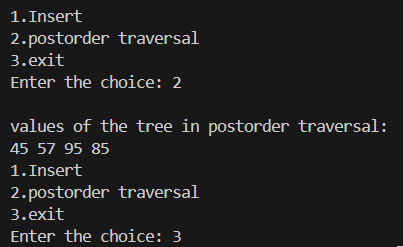 1.Insert
2.postorder traversal
3.exit
Enter the choice: 2
values of the tree in postorder traversal:
45 57 95 85
1.Insert
2.postorder traversal
3.exit
Enter the choice: 3